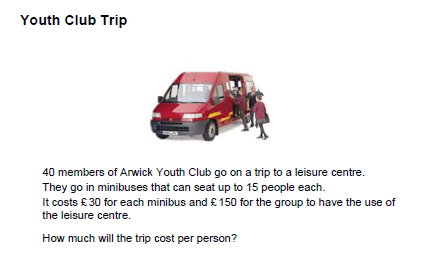 Youth Club Trip
40 members of Arwick Youth Club go on a trip to a leisure centre.
They go in minibuses that can seat up to 15 people each.
It costs £30 for each minibus and £150 for the group to have the use of
the leisure centre.
How much will the trip cost per person?